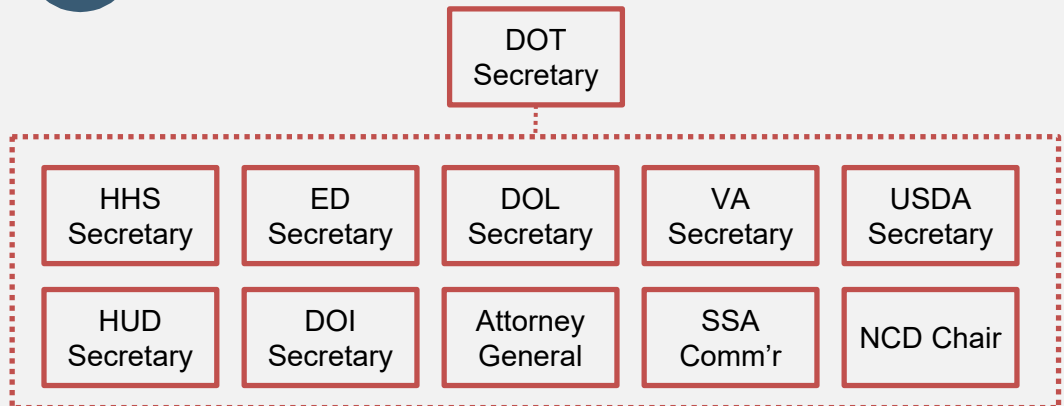 DOT
Secretary
HHS
Secretary
ED
Secretary
DOL
Secretary
VA
Secretary
USDA
Secretary
HUD
Secretary
DOI
Secretary
Attorney
General
SSA
Comm’r
NCD Chair